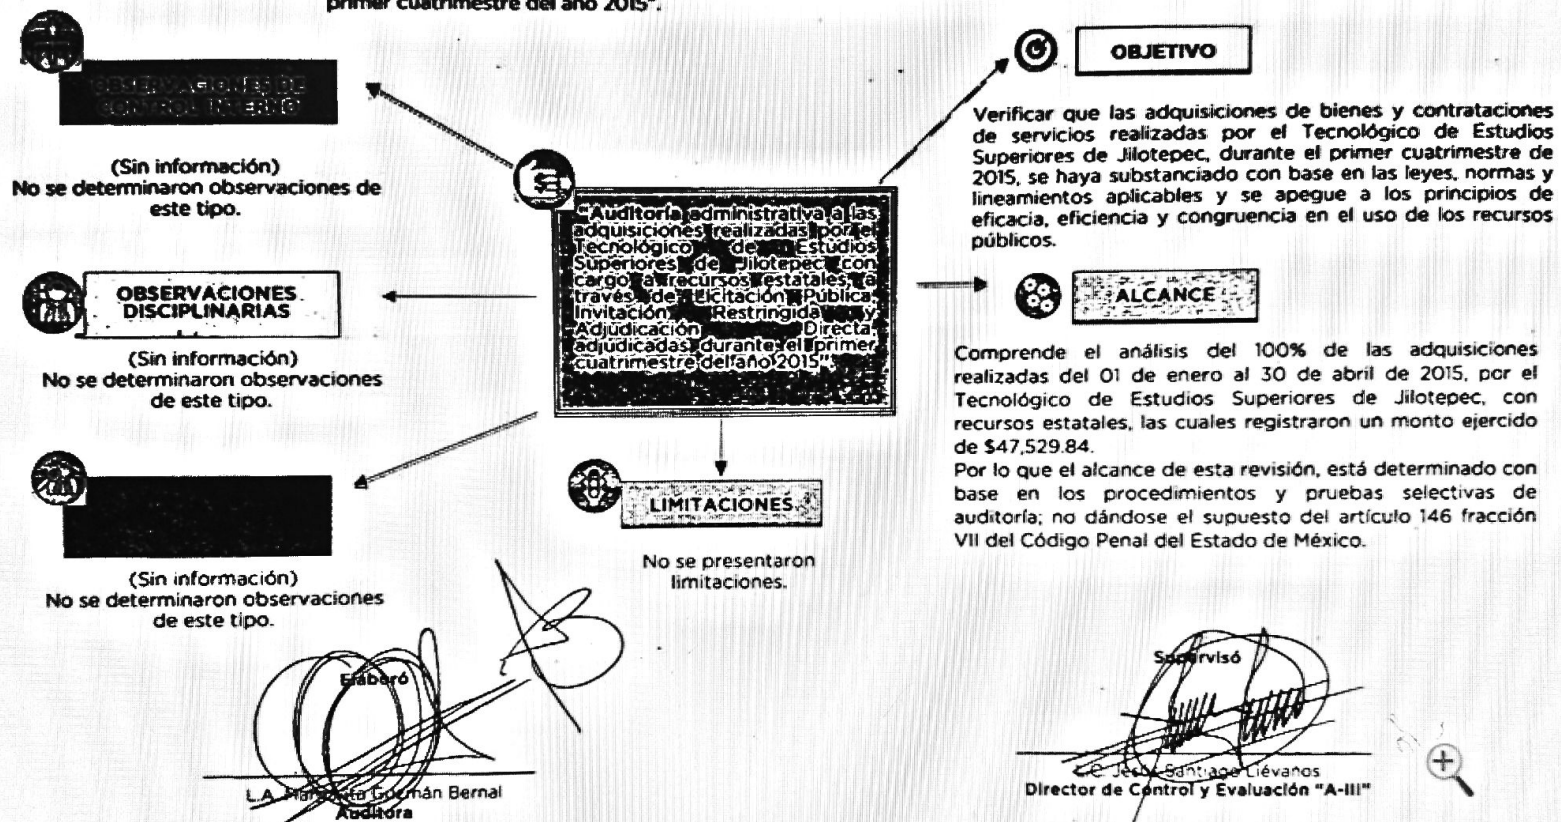 primer cuatrimestre del año 2015".
OBSERVACIONES DE
CONTROL INTERNO
(Sin información)
No se determinaron observaciones de
este tipo.
OBSERVACIONES
DISCIPLINARIAS
(Sin información)
No se determinaron observaciones
de este tipo.
(Sin información)
No se determinaron observaciones
de este tipo.
"Auditoría administrativa a las
adquisiciones realizadas por el
Tecnológico de Estudios
Superiores de Jilotepec con
cargo a recursos estatales, a
través de Licitación Pública,
Invitación Restringida y
Adjudicación Directa,
adjudicadas durante el primer
cuatrimestre del año 2015".
LIMITACIONES
No se presentaron
limitaciones.
OBJETIVO
Verificar que las adquisiciones de bienes y contrataciones
de servicios realizadas por el Tecnológico de Estudios
Superiores de Jilotepec, durante el primer cuatrimestre de
2015, se haya substanciado con base en las leyes, normas y
lineamientos aplicables y se apegue a los principios de
eficacia, eficiencia y congruencia en el uso de los recursos
públicos.
ALCANCE
Comprende el análisis del 100% de las adquisiciones
realizadas del 01 de enero al 30 de abril de 2015, por el
Tecnológico de Estudios Superiores de Jilotepec, con
recursos estatales, las cuales registraron un monto ejercido
de $47,529.84.
Por lo que el alcance de esta revisión, está determinado con
base en los procedimientos y pruebas selectivas de
auditoría; no dándose el supuesto del artículo 146 fracción
VII del Código Penal del Estado de México.
Elaboró
L.A. Guzmán Bernal
Auditora
Supervisó
Santiago Liévanos
Director de Control y Evaluación "A-III"